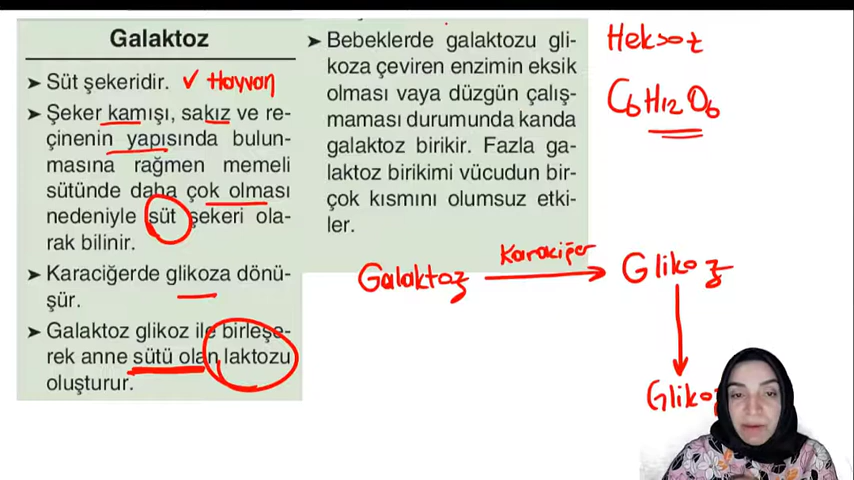 Galaktoz
➤ Süt şekeridir. ✓ Hayvan
➤ Şeker kamışı, sakız ve re-
çinenin yapısında bulun-
masına rağmen memeli
sütünde daha çok olması
nedeniyle süt şekeri ola-
rak bilinir.
➤ Karaciğerde glikoza dönü-
şür.
➤ Galaktoz glikoz ile birleşe-
rek anne sütü olan laktozu
oluşturur.
➤ Bebeklerde galaktozu gli-
koza çeviren enzimin eksik
olması vaya düzgün çalış-
maması durumunda kanda
galaktoz birikir. Fazla ga-
laktoz birikimi vücudun bir-
çok kısmını olumsuz etki-
ler.
Heksoz
C6H12O6
Galaktoz Karaciğer Glikoz
Glikoz